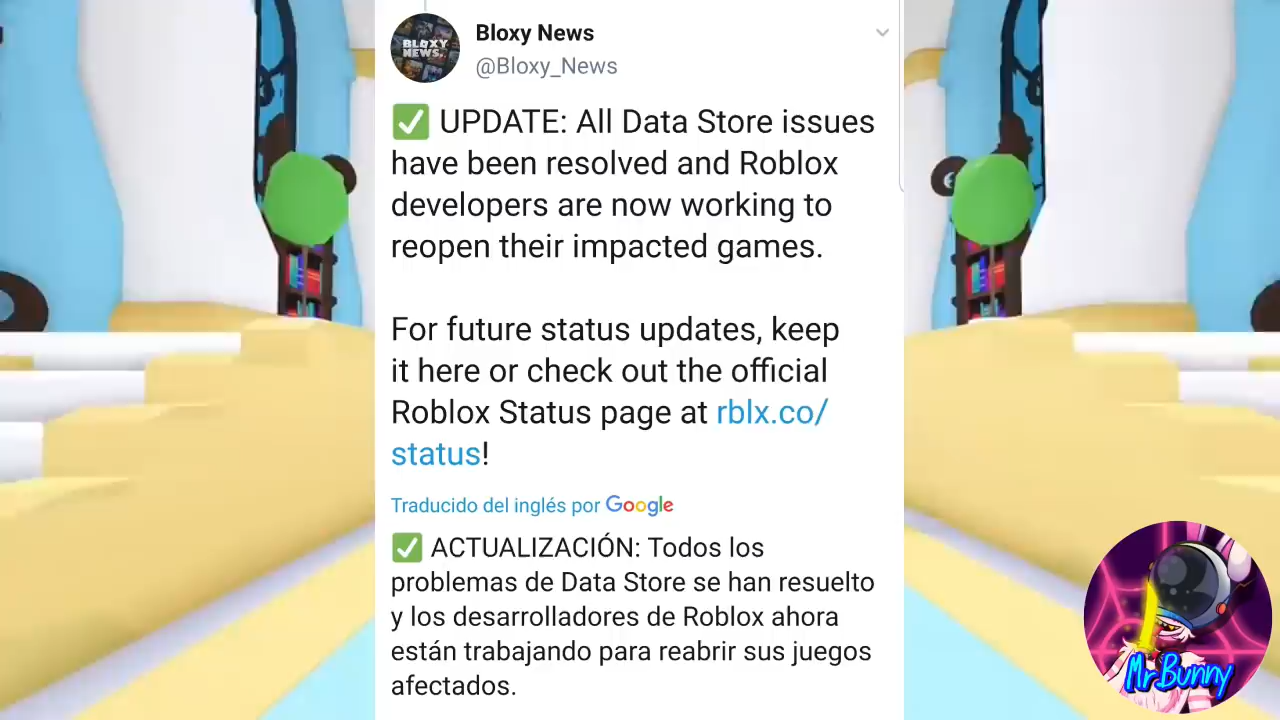 BLOXY
NEWS.
Bloxy News
@Bloxy_News
✅ UPDATE: All Data Store issues
have been resolved and Roblox
developers are now working to
reopen their impacted games.
For future status updates, keep
it here or check out the official
Roblox Status page at rblx.co/
status!
Traducido del inglés por Google
✅ ACTUALIZACIÓN: Todos los
problemas de Data Store se han resuelto
y los desarrolladores de Roblox ahora
están trabajando para reabrir sus juegos
afectados.
MrBunny